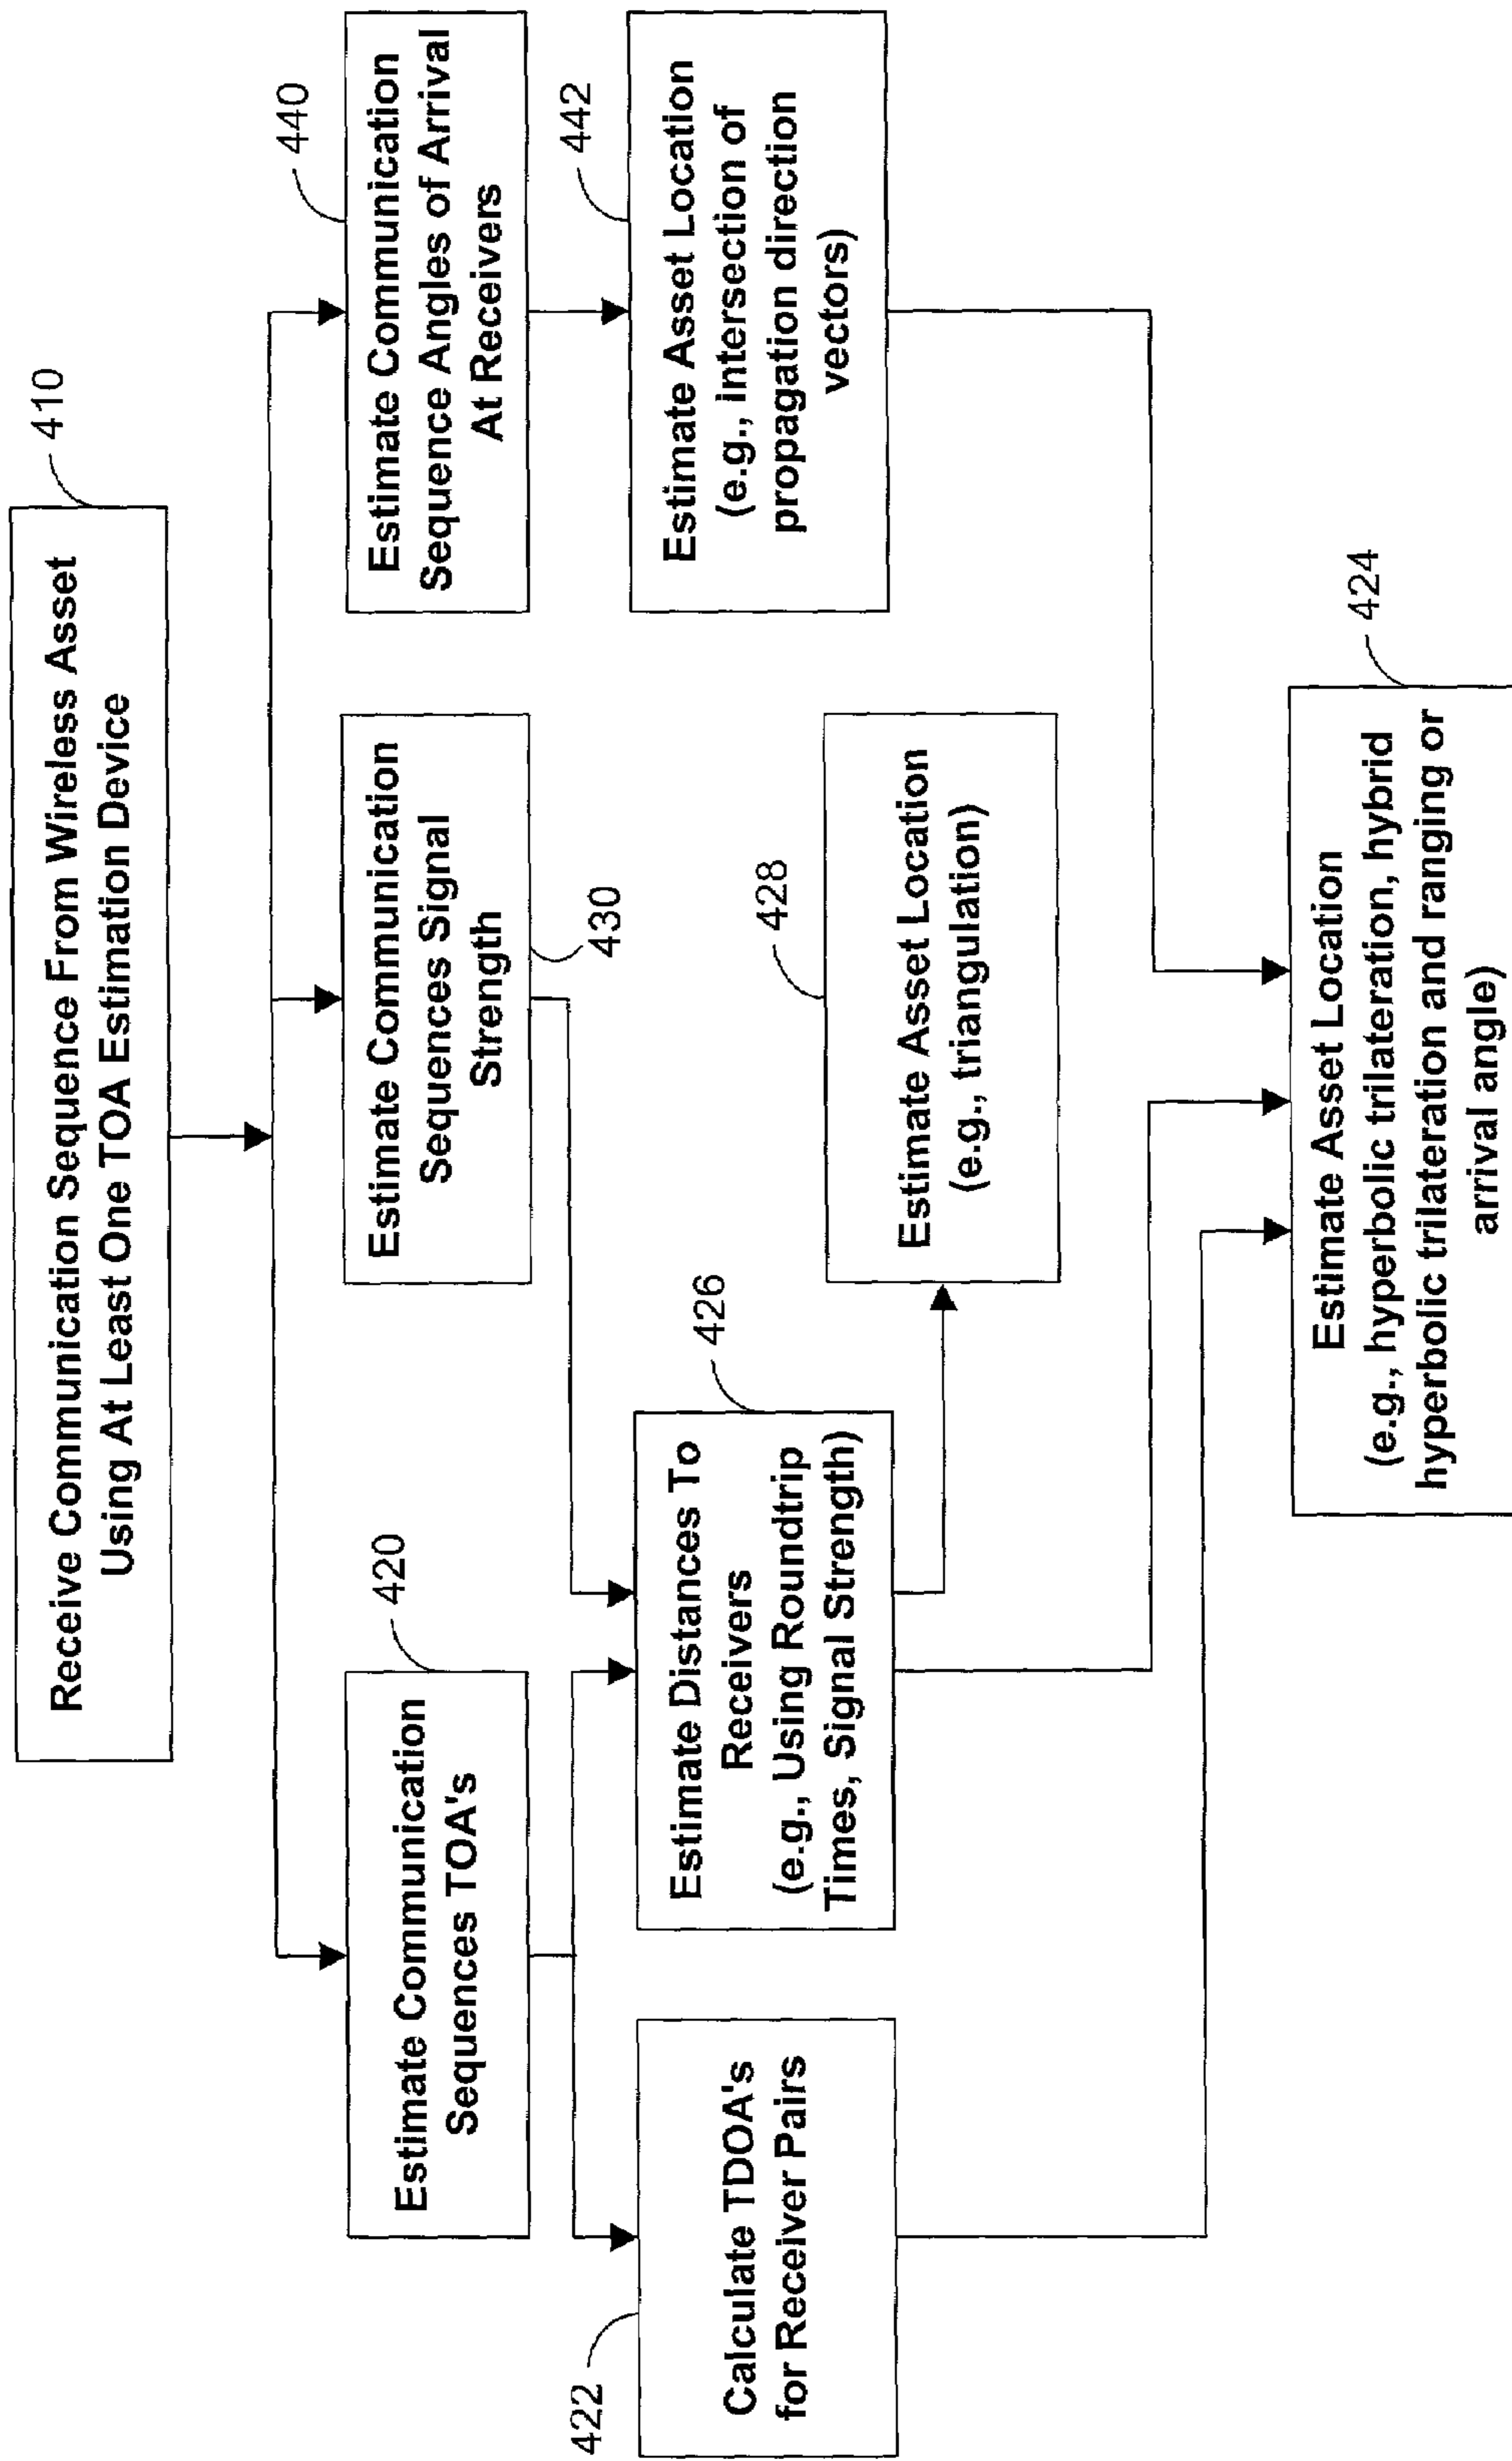 Receive Communication Sequence From Wireless Asset
Using At Least One TOA Estimation Device
410
Estimate Communication
Sequences TOA's
420
Estimate Communication
Sequences Signal
Strength
430
Estimate Communication
Sequence Angles of Arrival
At Receivers
440
Calculate TDOA's
for Receiver Pairs
422
Estimate Distances To
Receivers
(e.g., Using Roundtrip
Times, Signal Strength)
426
Estimate Asset Location
(e.g., triangulation)
428
Estimate Asset Location
(e.g., intersection of
propagation direction
vectors)
442
Estimate Asset Location
(e.g., hyperbolic trilateration, hybrid
hyperbolic trilateration and ranging or
arrival angle)
424